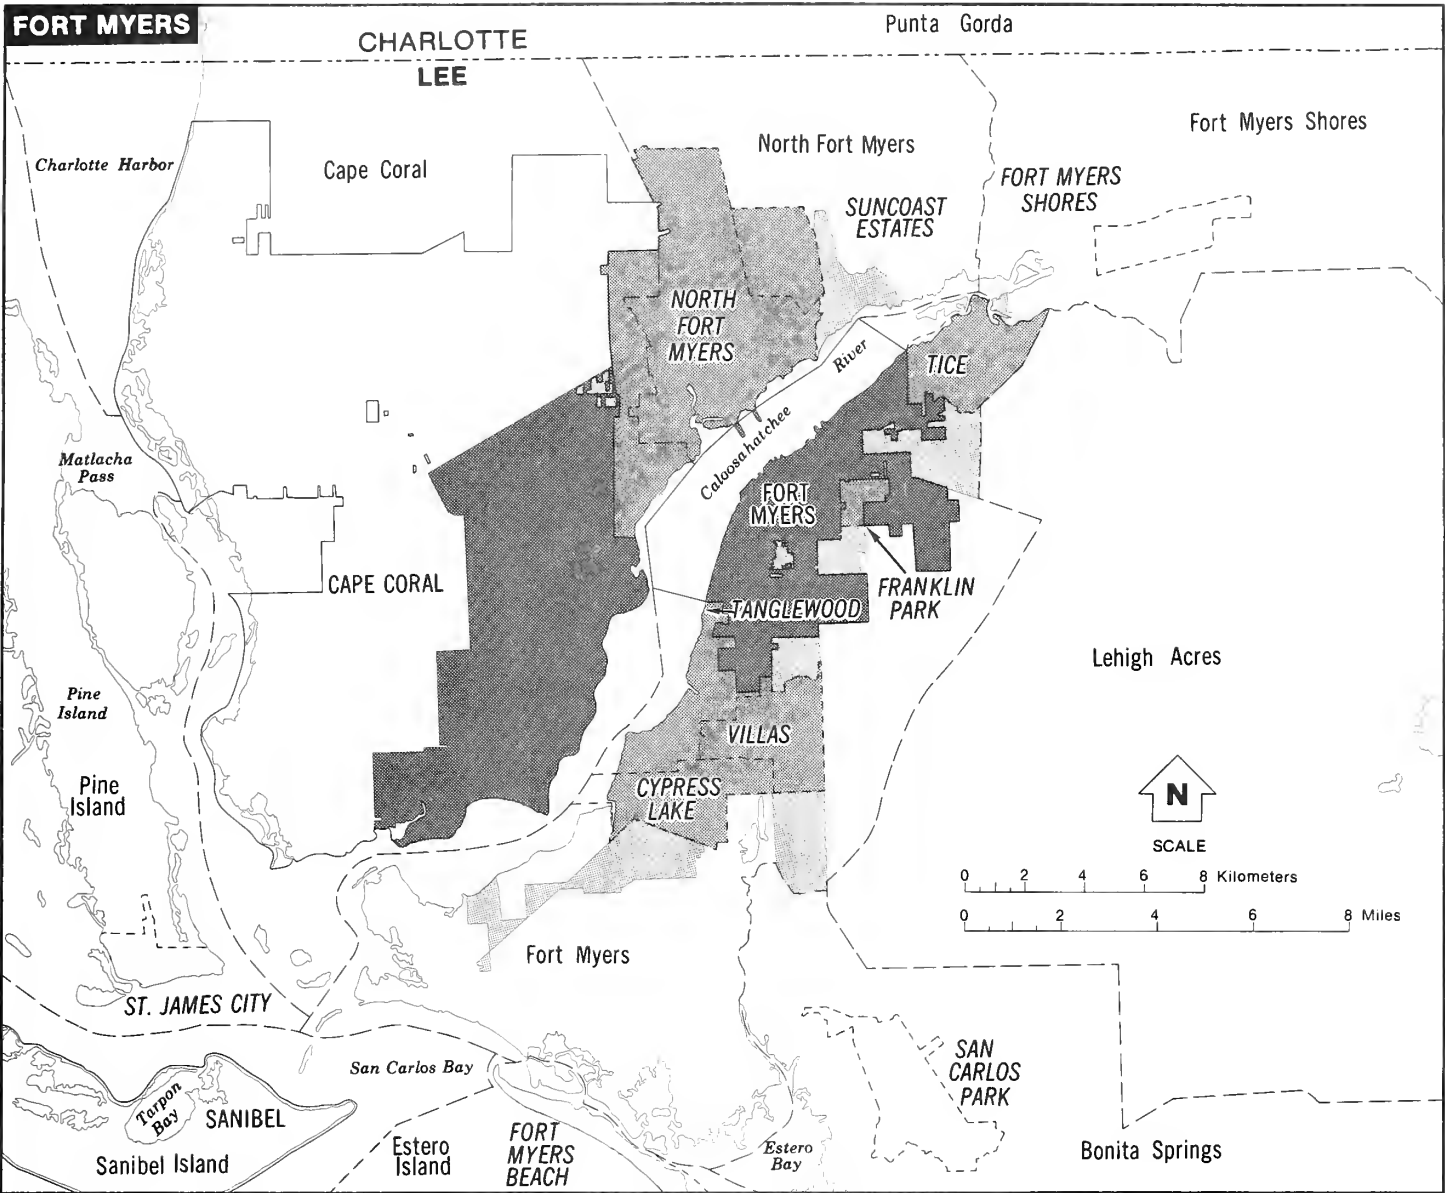 FORT MYERS
CHARLOTTE
LEE
Punta Gorda
Charlotte Harbor
Cape Coral
North Fort Myers
Fort Myers Shores
SUNCOAST
ESTATES
FORT MYERS
SHORES
NORTH
FORT
MYERS
River
Caloosahatchee
TICE
Matlacha
Pass
FORT
MYERS
CAPE CORAL
FRANKLIN
PARK
TANGLEWOOD
Lehigh Acres
Pine
Island
VILLAS
Pine
Island
CYPRESS
LAKE
N
SCALE
0 2 4 6 8 Kilometers
0 2 4 6 8 Miles
Fort Myers
ST. JAMES CITY
San Carlos Bay
SAN
CARLOS
PARK
Tarpon
Bay
SANIBEL
Sanibel Island
Estero
Island
FORT
MYERS
BEACH
Estero
Bay
Bonita Springs